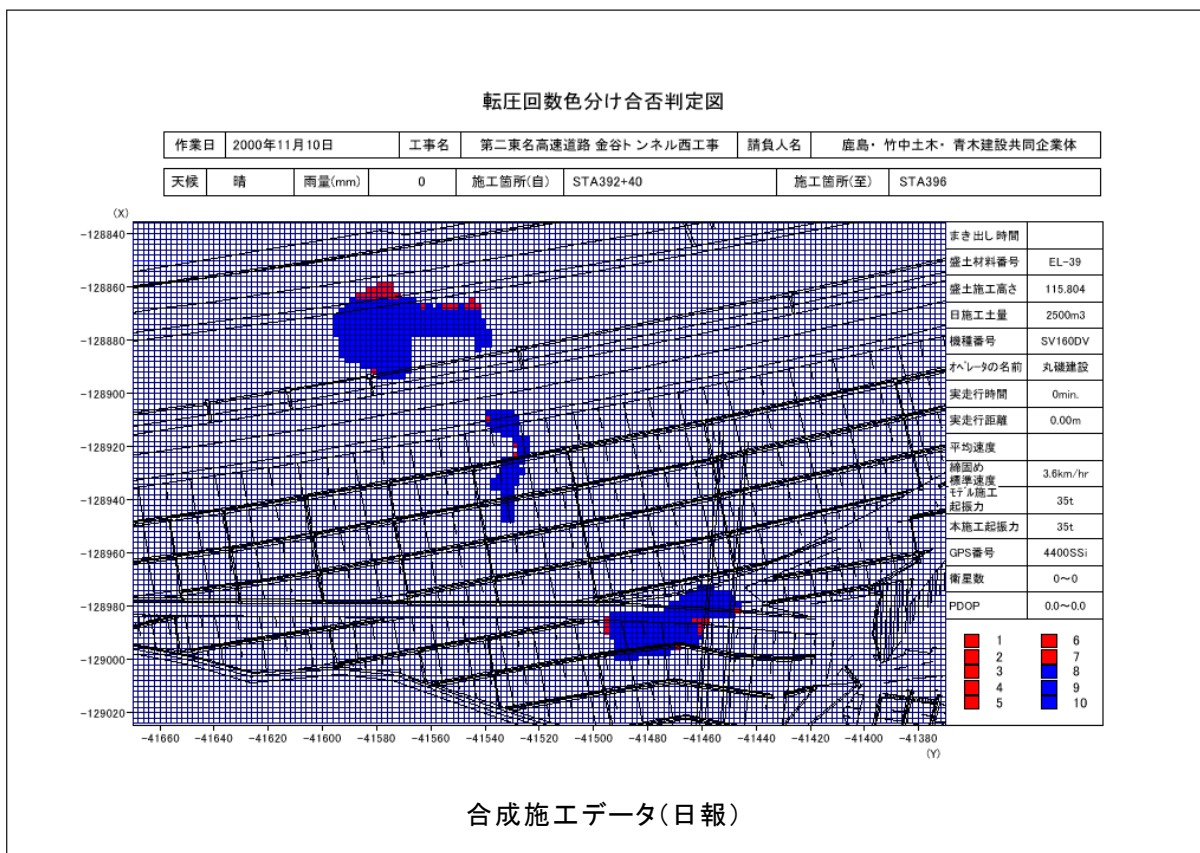 転圧回数色分け合否判定図
作業日 2000年11月10日 工事名 第二東名高速道路 金谷トンネル西工事 請負人名 鹿島・竹中土木・青木建設共同企業体
天候 晴 雨量(mm) 0 施工箇所(自) STA392+40 施工箇所(至) STA396
(X)
-128840
-128860
-128880
-128900
-128920
-128940
-128960
-128980
-129000
-129020
-41660 -41640 -41620 -41600 -41580 -41560 -41540 -41520 -41500 -41480 -41460 -41440 -41420 -41400 -41380
(Y)
まき出し時間
盛土材料番号 EL-39
盛土施工高さ 115.804
日施工土量 2500m3
機種番号 SV160DV
ｵﾍﾟﾚｰﾀの名前 丸磯建設
実走行時間 0min.
実走行距離 0.00m
平均速度
締固め
標準速度 3.6km/hr
ﾓﾃﾞﾙ施工
起振力 35t
本施工起振力 35t
GPS番号 4400SSi
衛星数 0～0
PDOP 0.0～0.0
1 6
2 7
3 8
4 9
5 10
合成施工データ(日報)